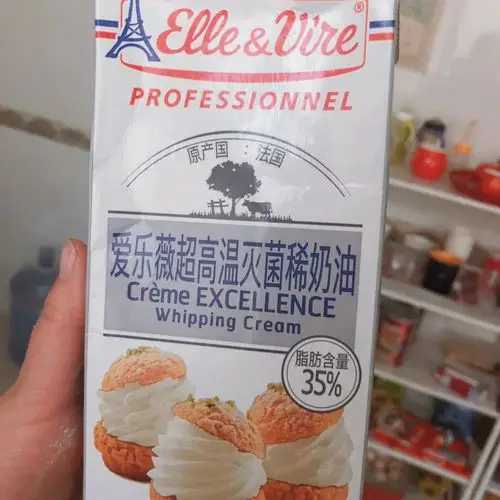 Elle&Vire®
PROFESSIONNEL
原产国 : 法国
爱乐薇超高温灭菌稀奶油
Crème EXCELLENCE
Whipping Cream
脂肪含量
35%